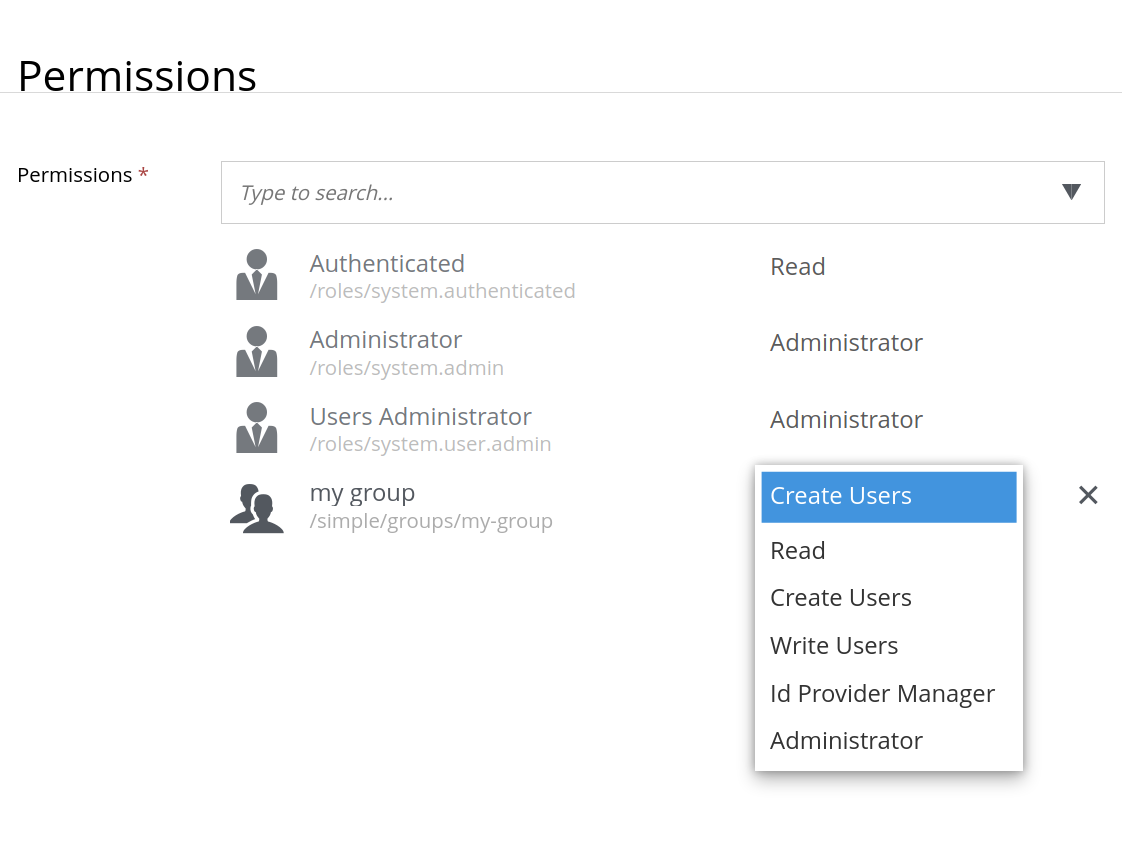 Permissions
Permissions *
Type to search...
Authenticated
/roles/system.authenticated
Read
Administrator
/roles/system.admin
Administrator
Users Administrator
/roles/system.user.admin
Administrator
my group
/simple/groups/my-group
Create Users
Read
Create Users
Write Users
Id Provider Manager
Administrator